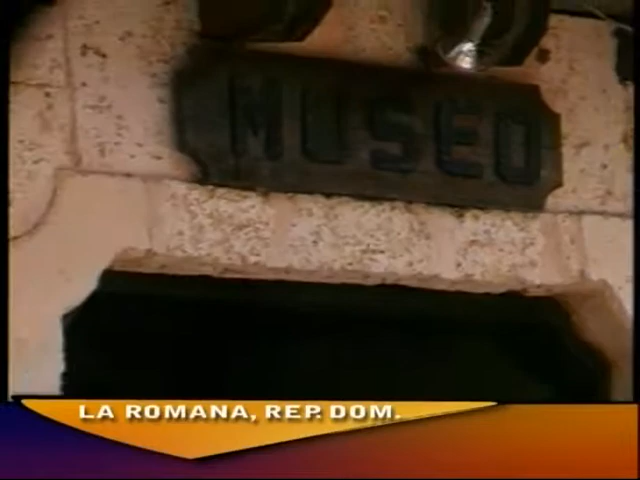 MUSEO
LA ROMANA, REP. DOM.